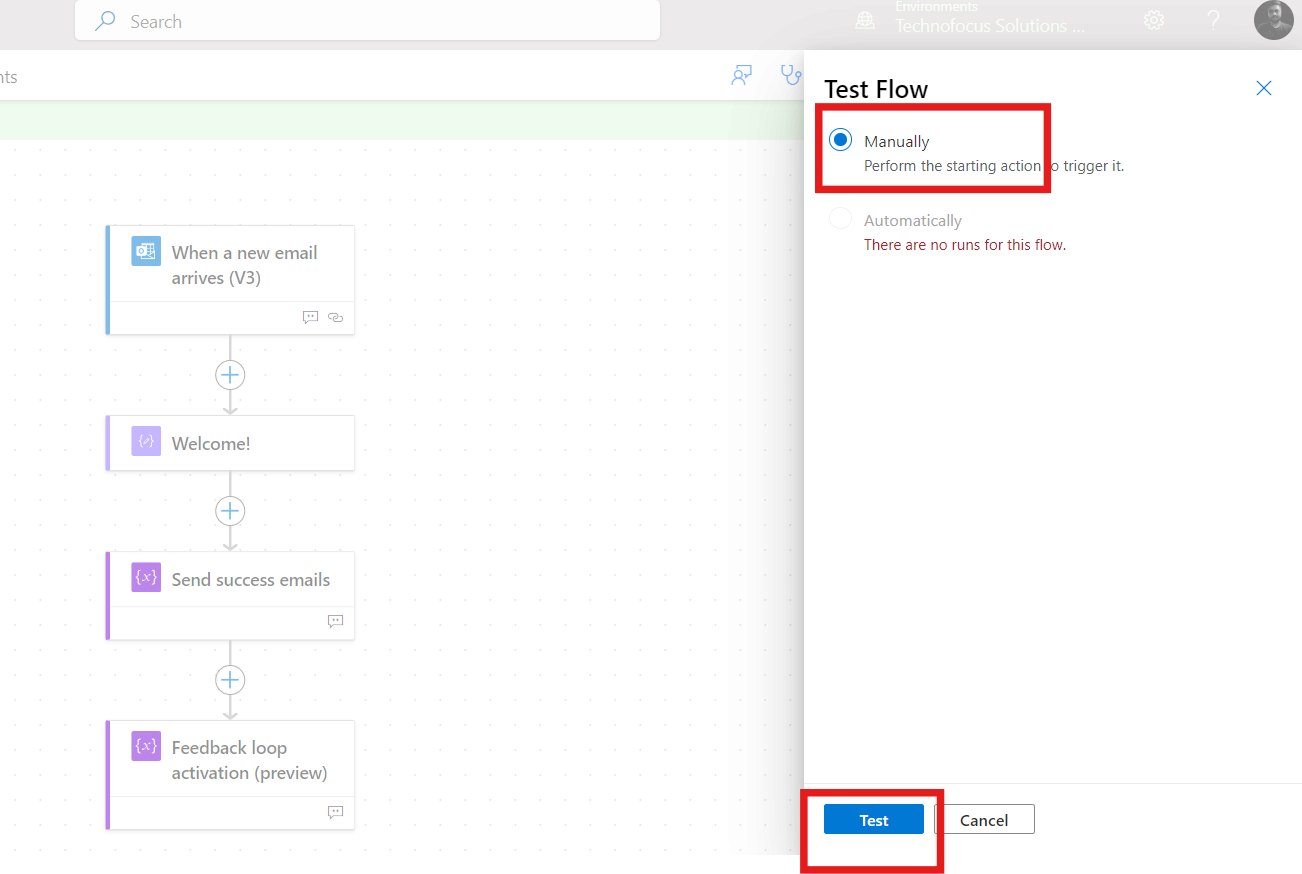 Search
Environments
Technofocus Solutions ...
nts
Test Flow
Manually
Perform the starting action o trigger it.
Automatically
There are no runs for this flow.
When a new email
arrives (V3)
Welcome!
Send success emails
Feedback loop
activation (preview)
Test
Cancel